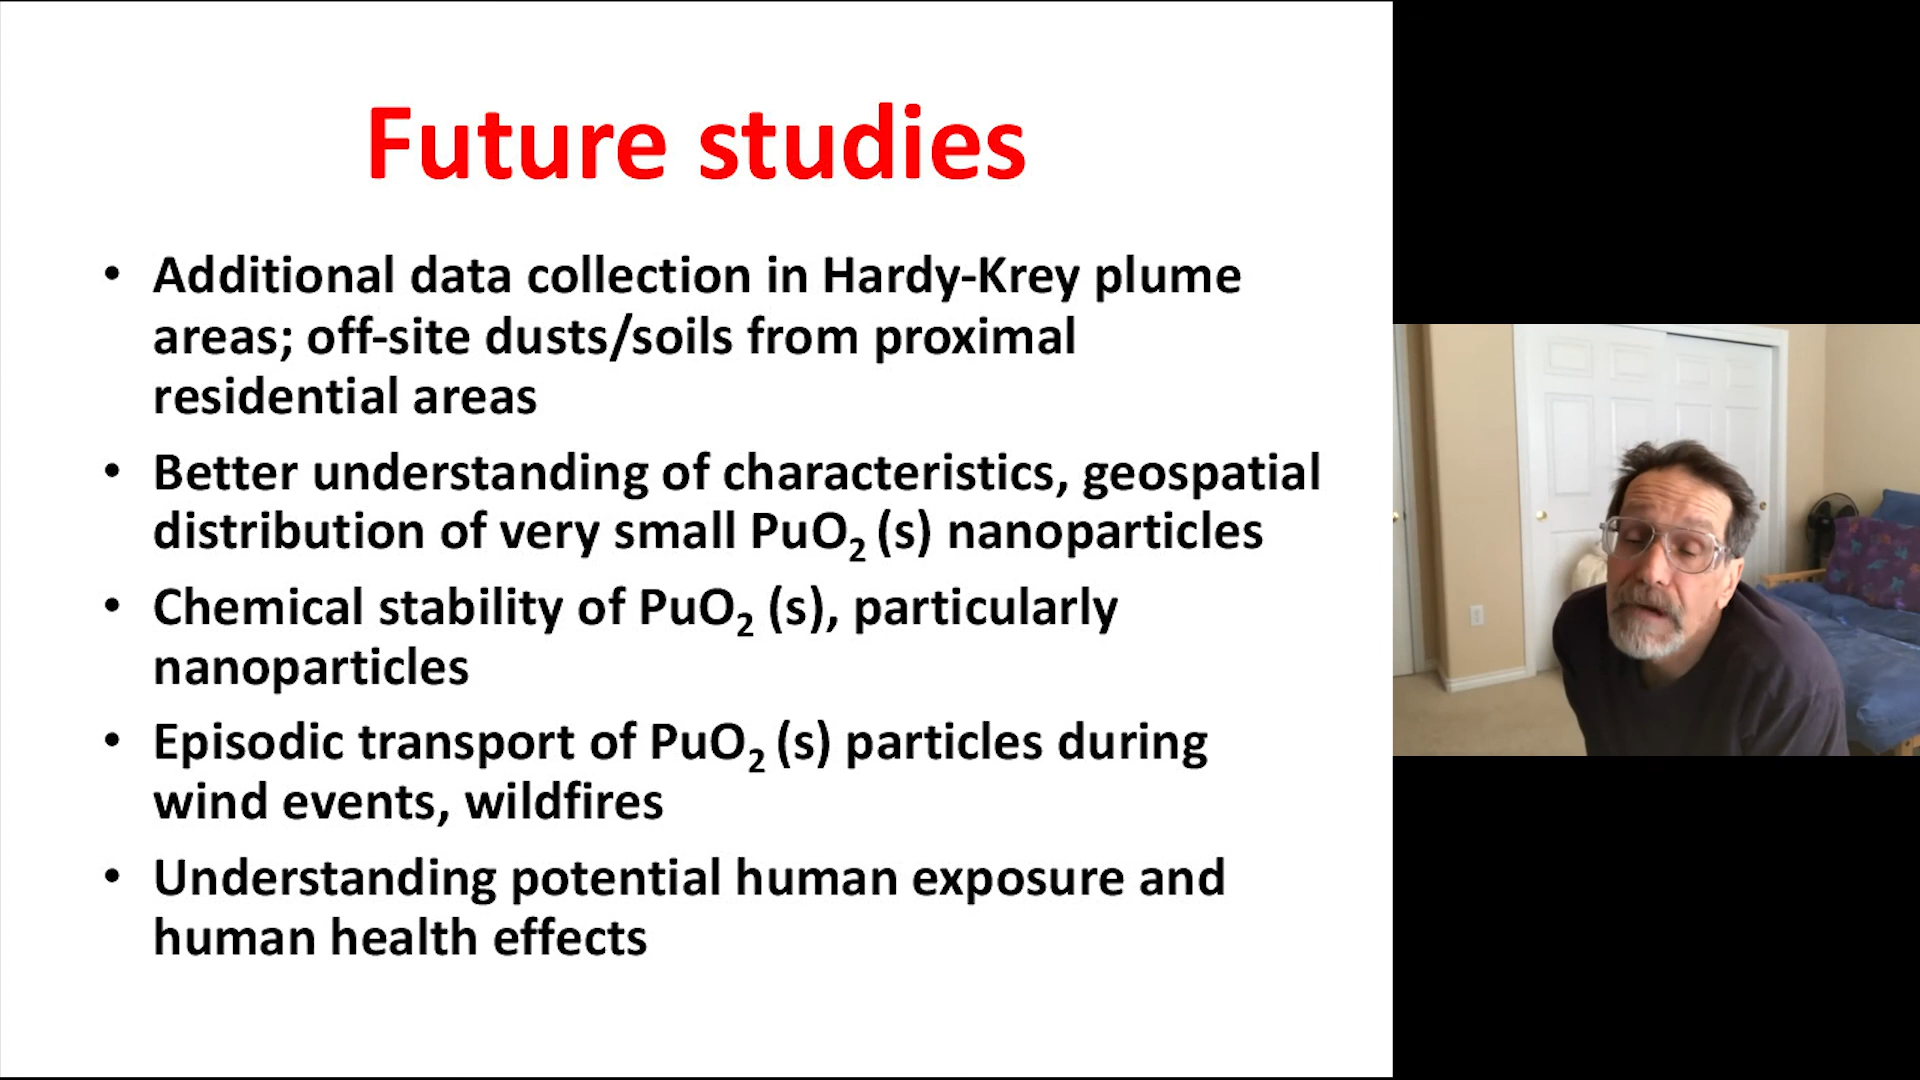 Future studies
• Additional data collection in Hardy-Krey plume
areas; off-site dusts/soils from proximal
residential areas
• Better understanding of characteristics, geospatial
distribution of very small PuO₂ (s) nanoparticles
• Chemical stability of PuO₂ (s), particularly
nanoparticles
• Episodic transport of PuO₂ (s) particles during
wind events, wildfires
• Understanding potential human exposure and
human health effects